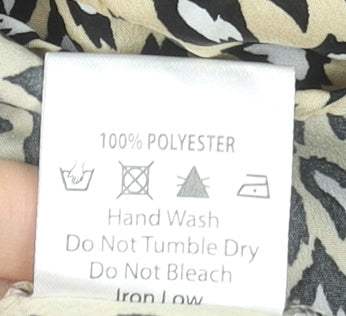 100% POLYESTER
Hand Wash
Do Not Tumble Dry
Do Not Bleach
Iron Low